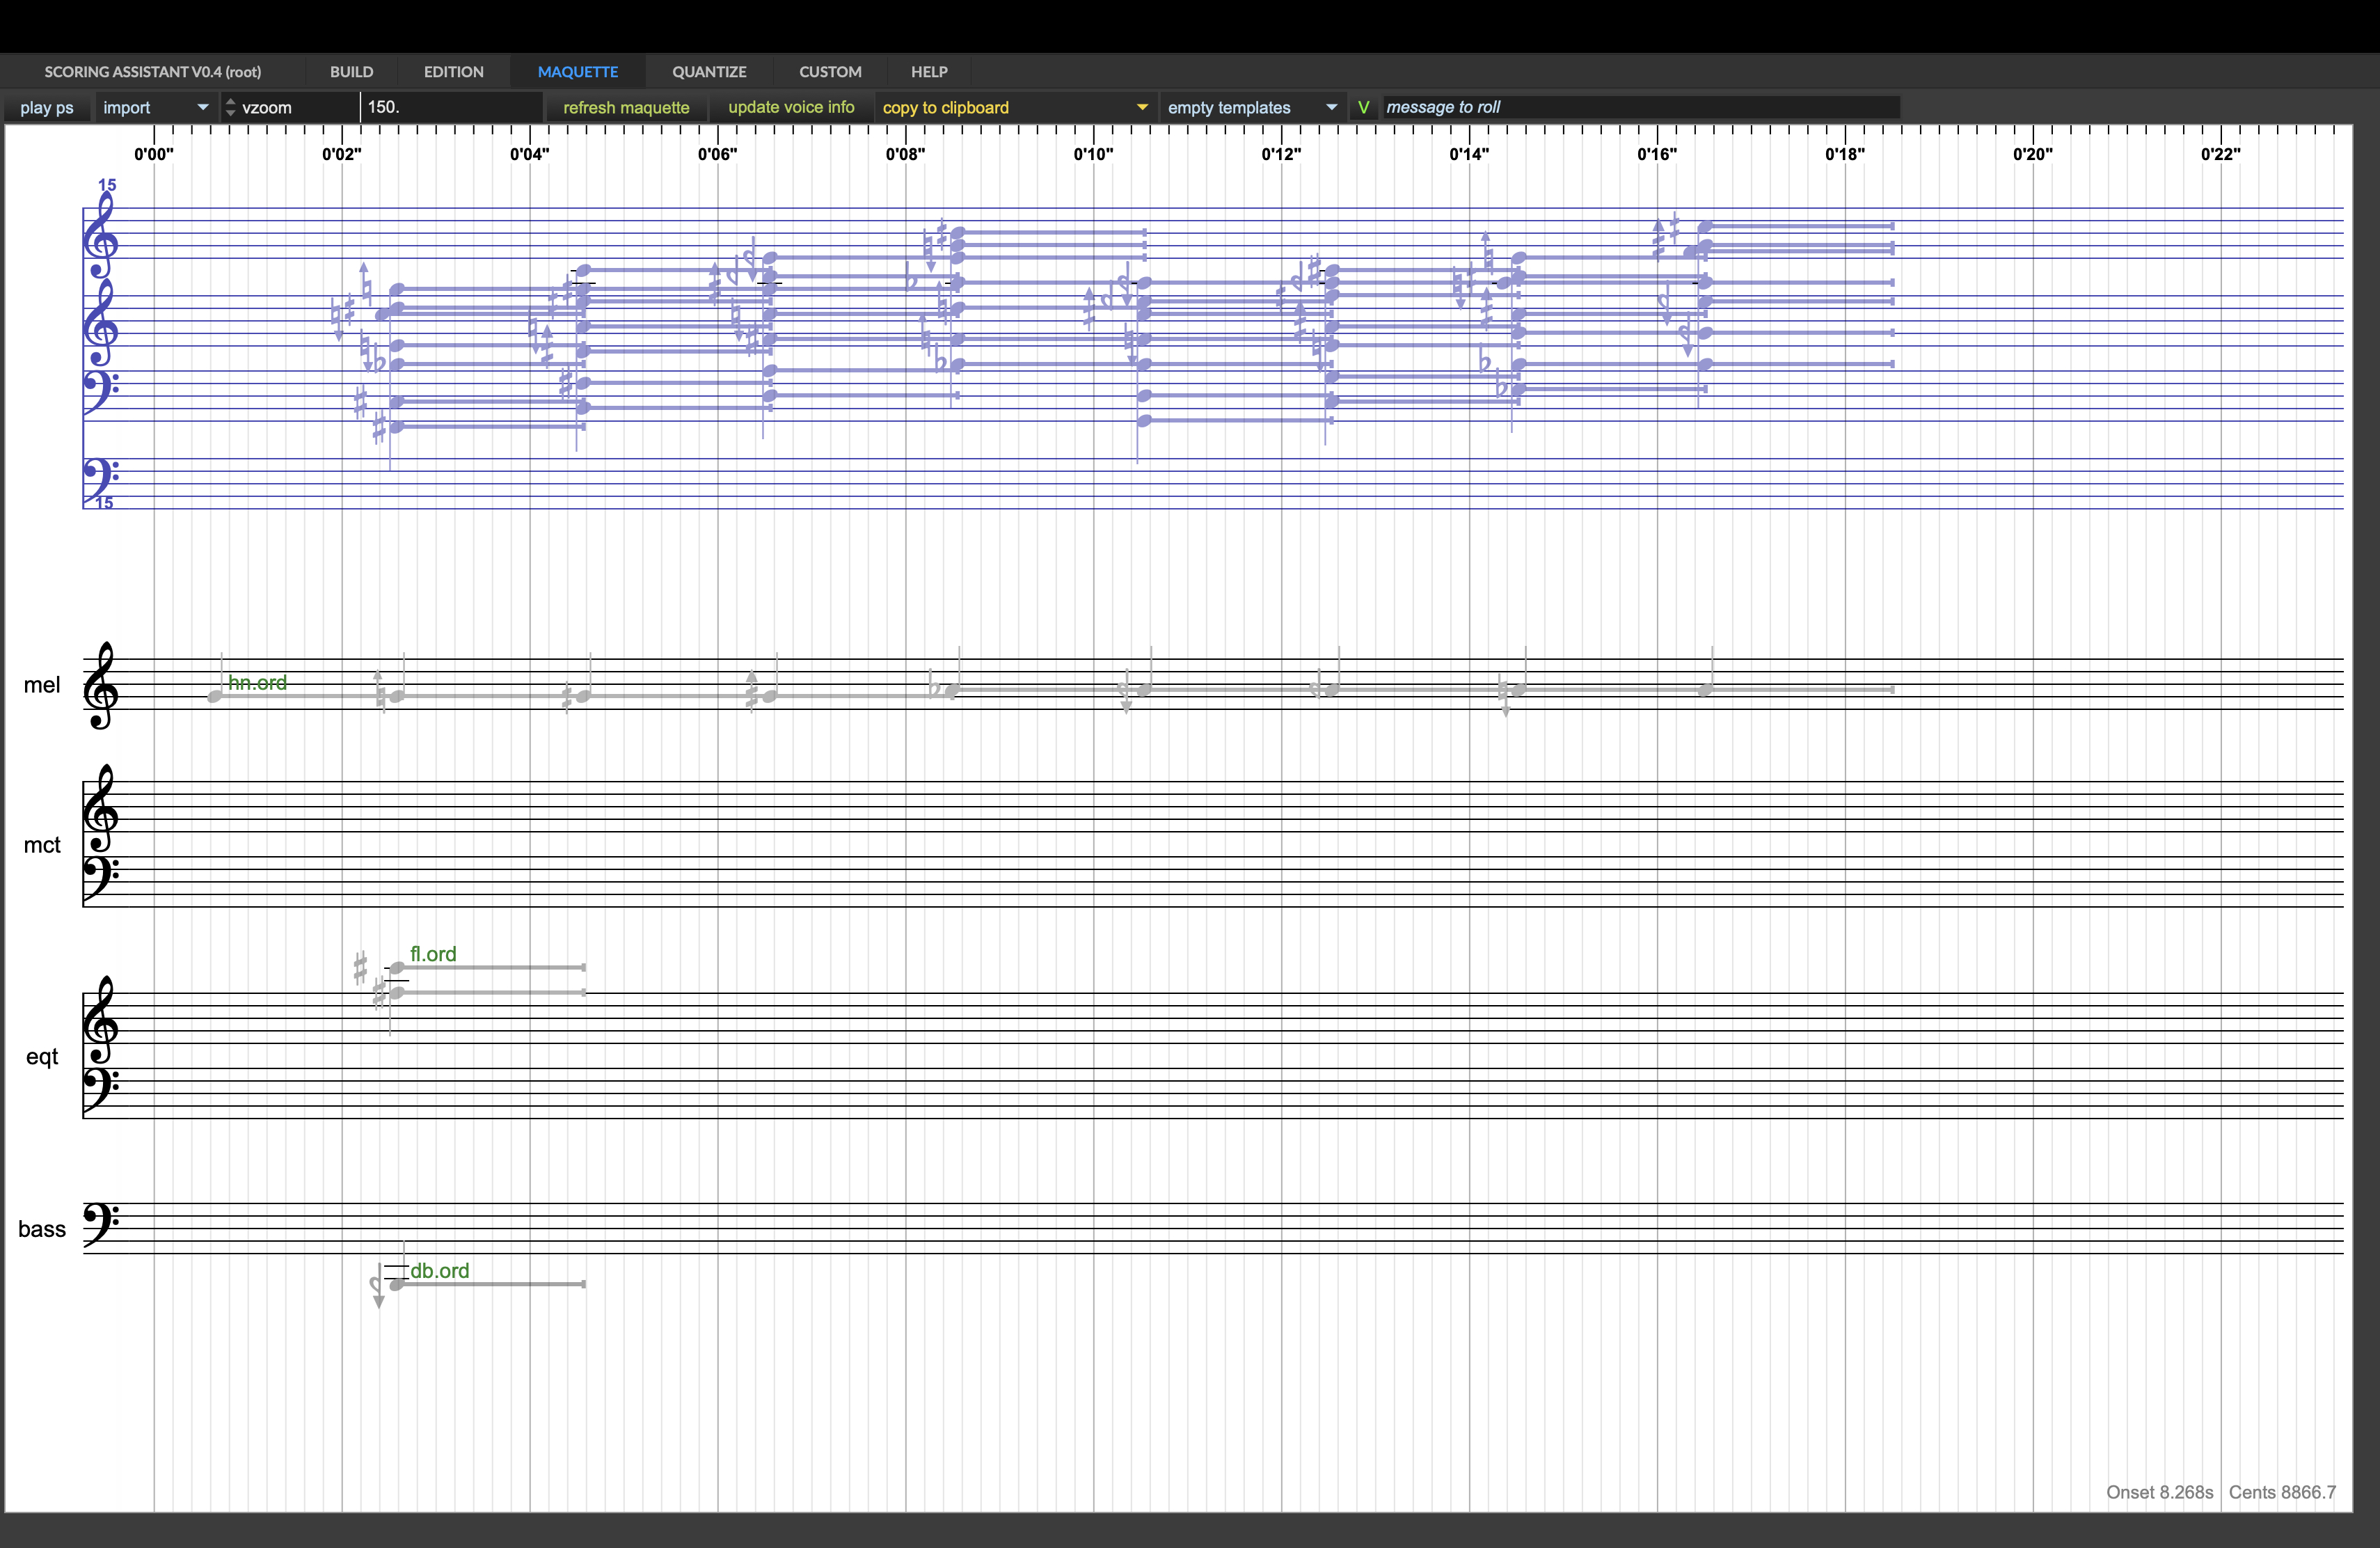 SCORING ASSISTANT V0.4 (root) BUILD EDITION MAQUETTE QUANTIZE CUSTOM HELP
play ps import vzoom 150. refresh maquette update voice info copy to clipboard empty templates V message to roll
0'00" 0'02" 0'04" 0'06" 0'08" 0'10" 0'12" 0'14" 0'16" 0'18" 0'20" 0'22"
15
15
mel hn.ord
mct
fl.ord
eqt
bass
db.ord
Onset 8.268s Cents 8866.7